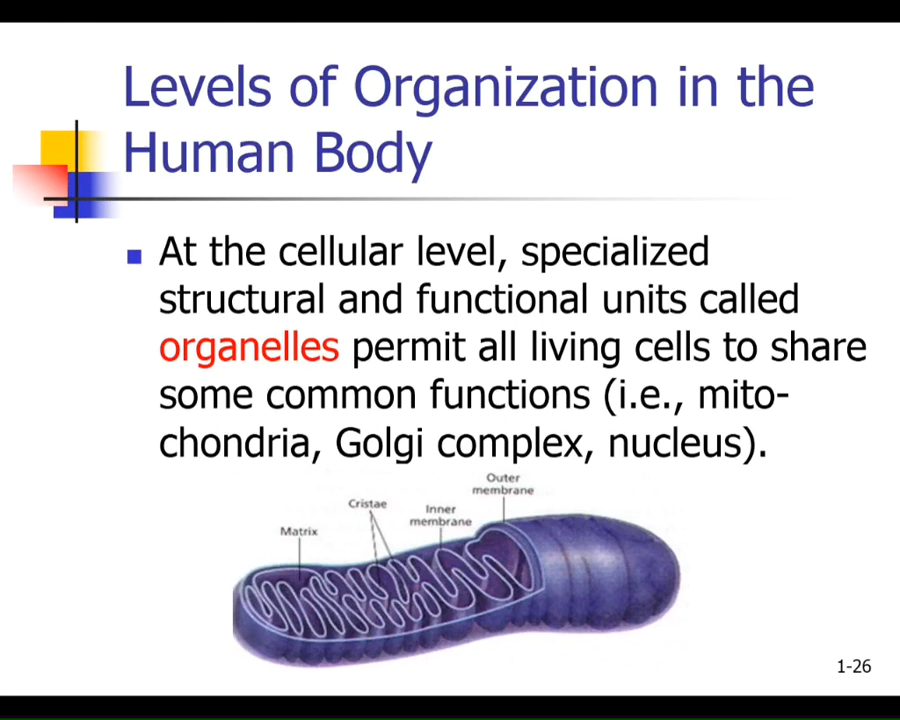 Levels of Organization in the
Human Body
At the cellular level, specialized
structural and functional units called
organelles permit all living cells to share
some common functions (i.e., mito-
chondria, Golgi complex, nucleus).
Outer
membrane
Cristae
Inner
membrane
Matrix
1-26